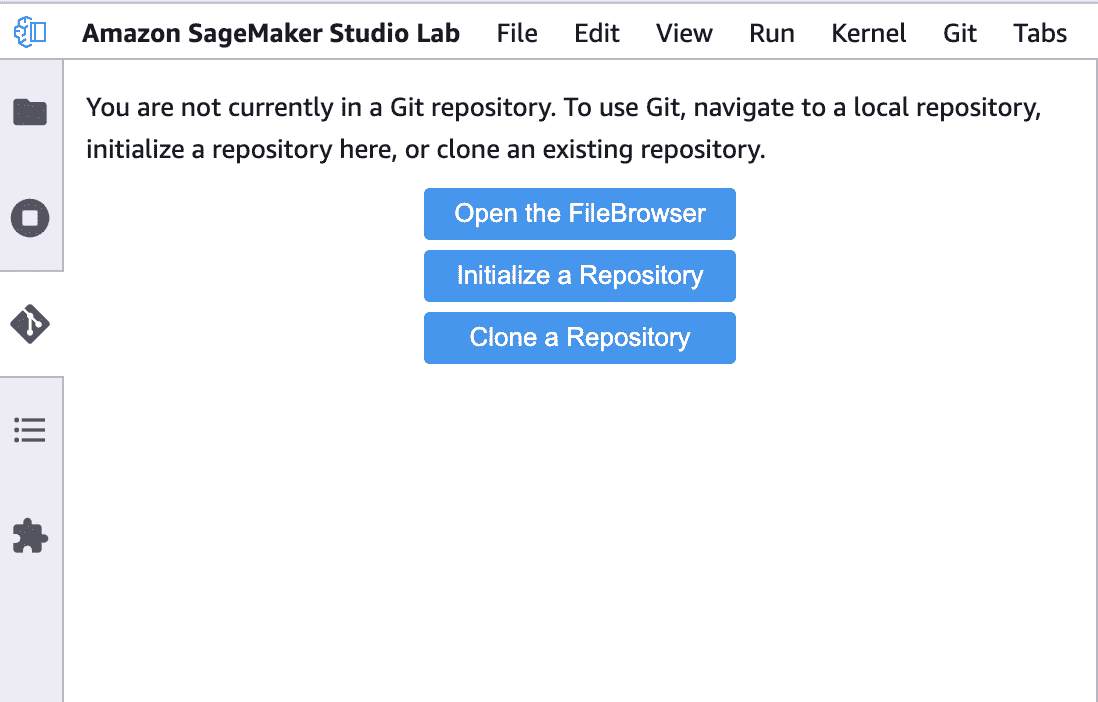 Amazon SageMaker Studio Lab File Edit View Run Kernel Git Tabs
You are not currently in a Git repository. To use Git, navigate to a local repository,
initialize a repository here, or clone an existing repository.
Open the FileBrowser
Initialize a Repository
Clone a Repository